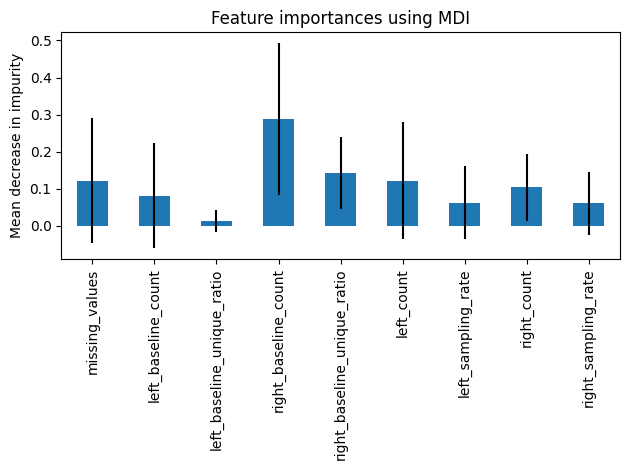 Feature importances using MDI
Mean decrease in impurity
0.5
0.4
0.3
0.2
0.1
0.0
missing_values
left_baseline_count
left_baseline_unique_ratio
right_baseline_count
right_baseline_unique_ratio
left_count
left_sampling_rate
right_count
right_sampling_rate